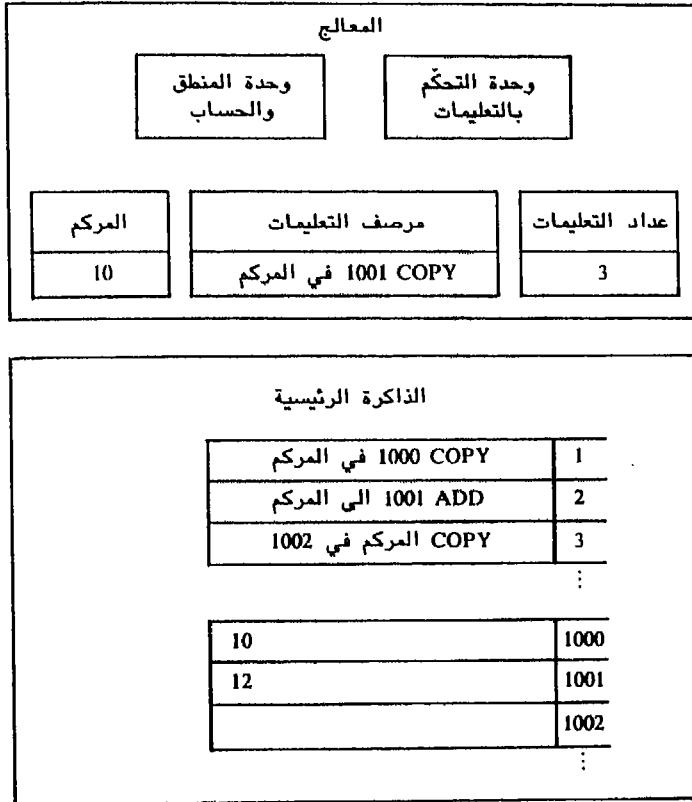 المعالج
وحدة التحكّم
بالتعليمات
وحدة المنطق
والحساب
عداد التعليمات
3
مرصف التعليمات
1001 COPY في المركم
المركم
10
الذاكرة الرئيسية
1 1000 COPY في المركم
2 1001 ADD الى المركم
3 COPY المركم في 1002
⋮
1000 10
1001 12
1002
⋮